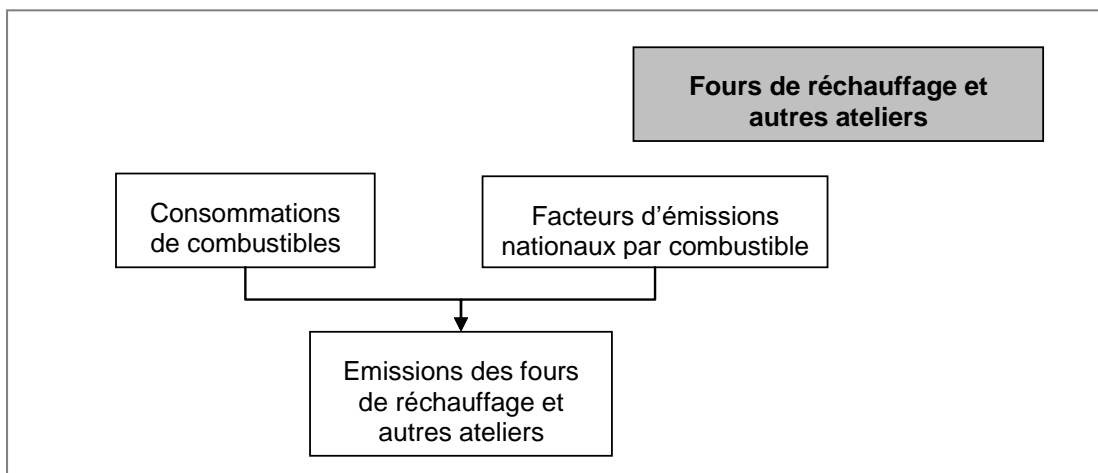 Fours de réchauffage et
autres ateliers
Consommations
de combustibles
Facteurs d'émissions
nationaux par combustible
Emissions des fours
de réchauffage et
autres ateliers